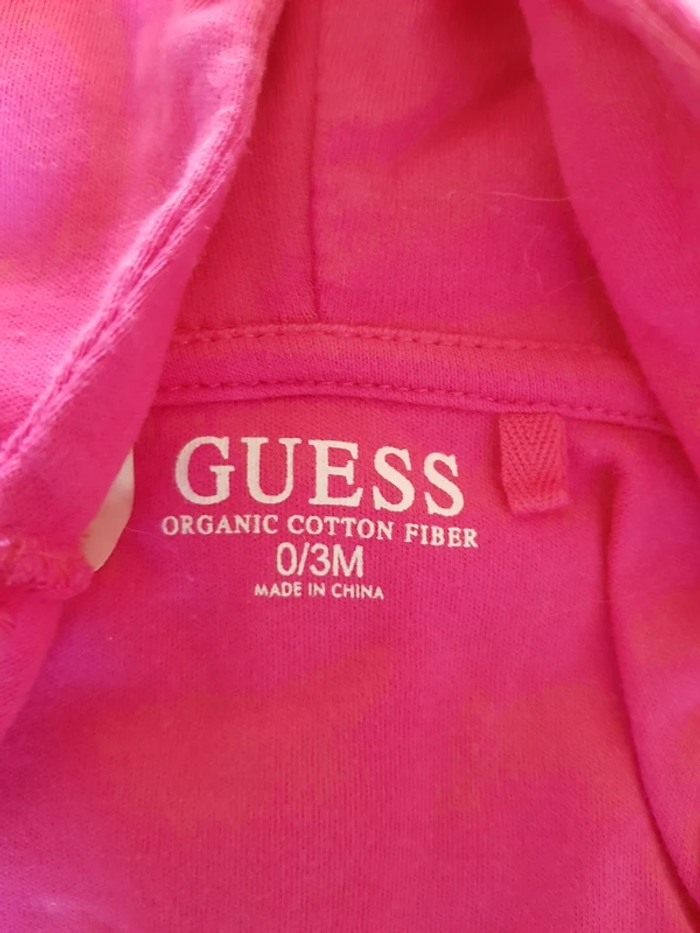 GUESS
ORGANIC COTTON FIBER
0/3M
MADE IN CHINA